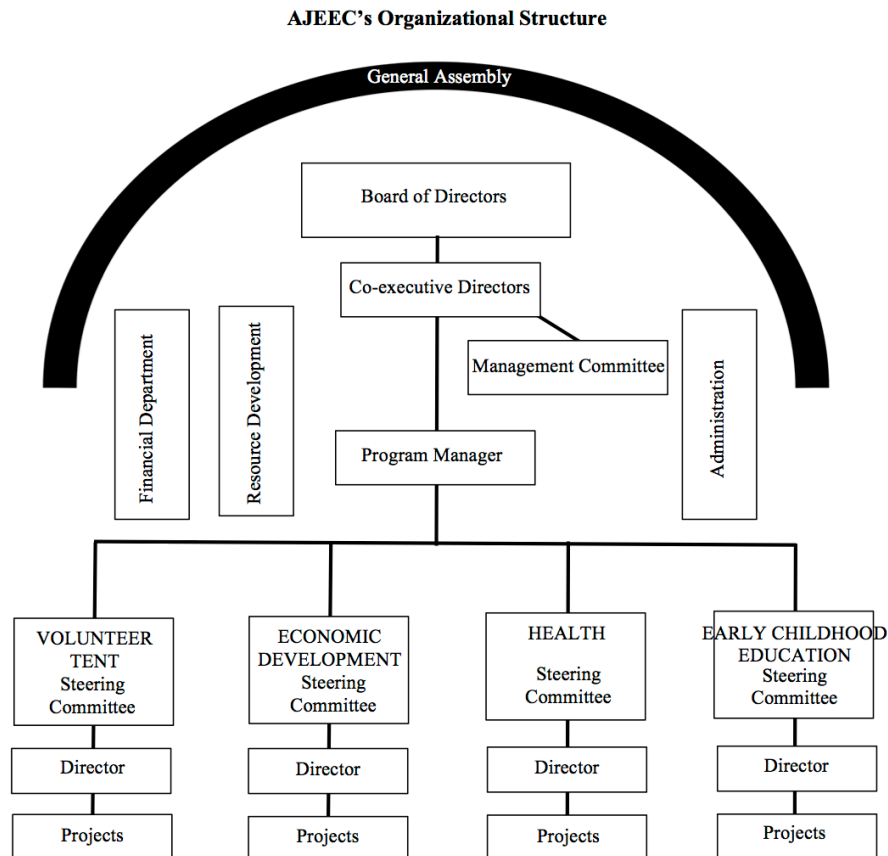 AJEEC's Organizational Structure
General Assembly
Board of Directors
Co-executive Directors
Management Committee
Financial Department
Resource Development
Administration
Program Manager
VOLUNTEER
TENT
Steering
Committee
ECONOMIC
DEVELOPMENT
Steering
Committee
HEALTH
Steering
Committee
EARLY CHILDHOOD
EDUCATION
Steering
Committee
Director
Director
Director
Director
Projects
Projects
Projects
Projects